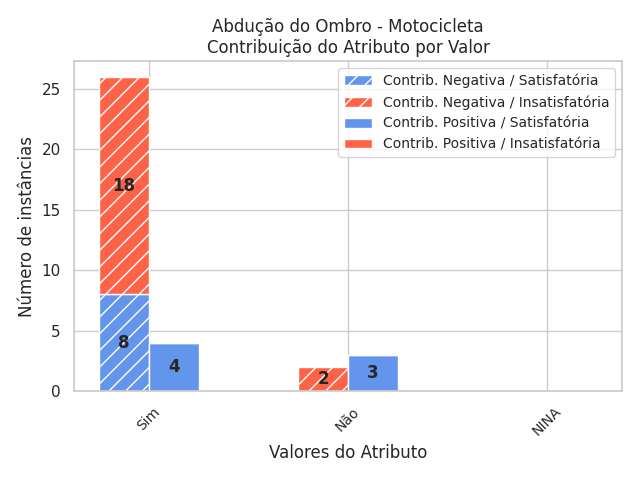 Abdução do Ombro - Motocicleta
Contribuição do Atributo por Valor
Contrib. Negativa / Satisfatória
Contrib. Negativa / Insatisfatória
Contrib. Positiva / Satisfatória
Contrib. Positiva / Insatisfatória
Número de instâncias
25
20
15
10
5
0
18
8
4
2
3
Sim
Não
NINA
Valores do Atributo